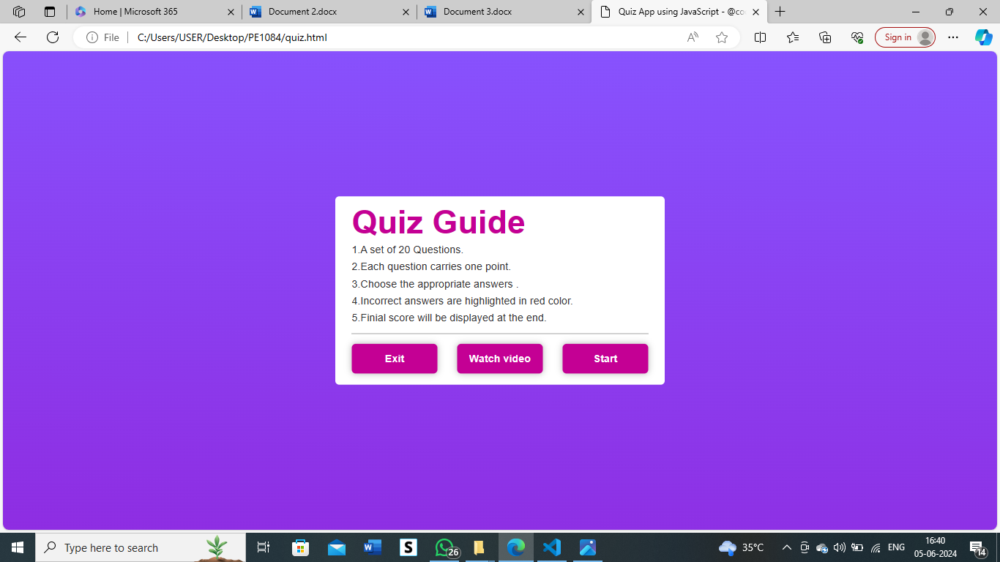 Home | Microsoft 365
Document 2.docx
Document 3.docx
Quiz App using JavaScript - @co
File
C:/Users/USER/Desktop/PE1084/quiz.html
Sign in
Quiz Guide
1.A set of 20 Questions.
2.Each question carries one point.
3.Choose the appropriate answers .
4.Incorrect answers are highlighted in red color.
5.Finial score will be displayed at the end.
Exit
Watch video
Start
Type here to search
S
26
35°C
ENG
16:40
05-06-2024
14